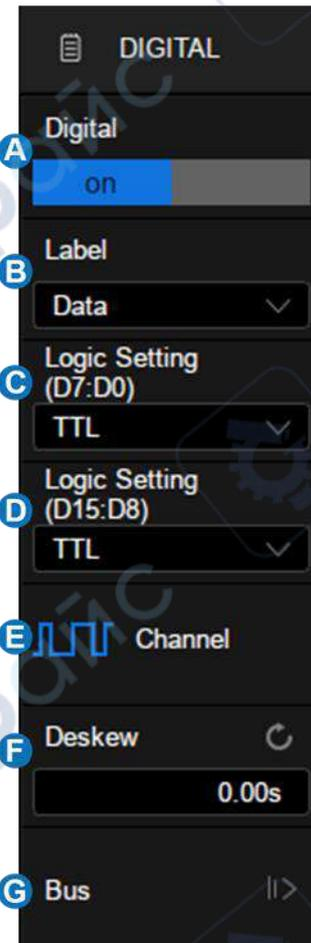 DIGITAL
Digital
A
on
Label
B
Data
Logic Setting
C
(D7:D0)
TTL
Logic Setting
D
(D15:D8)
TTL
E
Channel
Deskew
F
0.00s
G
Bus